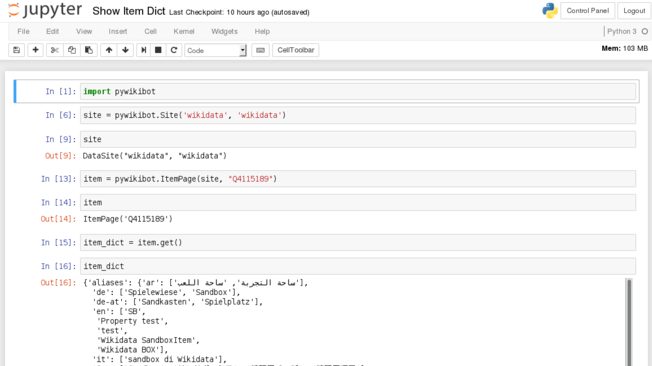 jupyter Show Item Dict Last Checkpoint: 10 hours ago (autosaved) Control Panel Logout
File Edit View Insert Cell Kernel Widgets Help Python 3
Code CellToolbar Mem: 103 MB
In [1]: import pywikibot
In [6]: site = pywikibot.Site('wikidata', 'wikidata')
In [9]: site
Out[9]: DataSite("wikidata", "wikidata")
In [13]: item = pywikibot.ItemPage(site, "Q4115189")
In [14]: item
Out[14]: ItemPage('Q4115189')
In [15]: item_dict = item.get()
In [16]: item_dict
Out[16]: {'aliases': {'ar': ['ساحة التجربة', 'ساحة اللعب'],
'de': ['Spielewiese', 'Sandbox'],
'de-at': ['Sandkasten', 'Spielplatz'],
'en': ['SB',
'Property test',
'test',
'Wikidata SandboxItem',
'Wikidata BOX'],
'it': ['sandbox di Wikidata'],